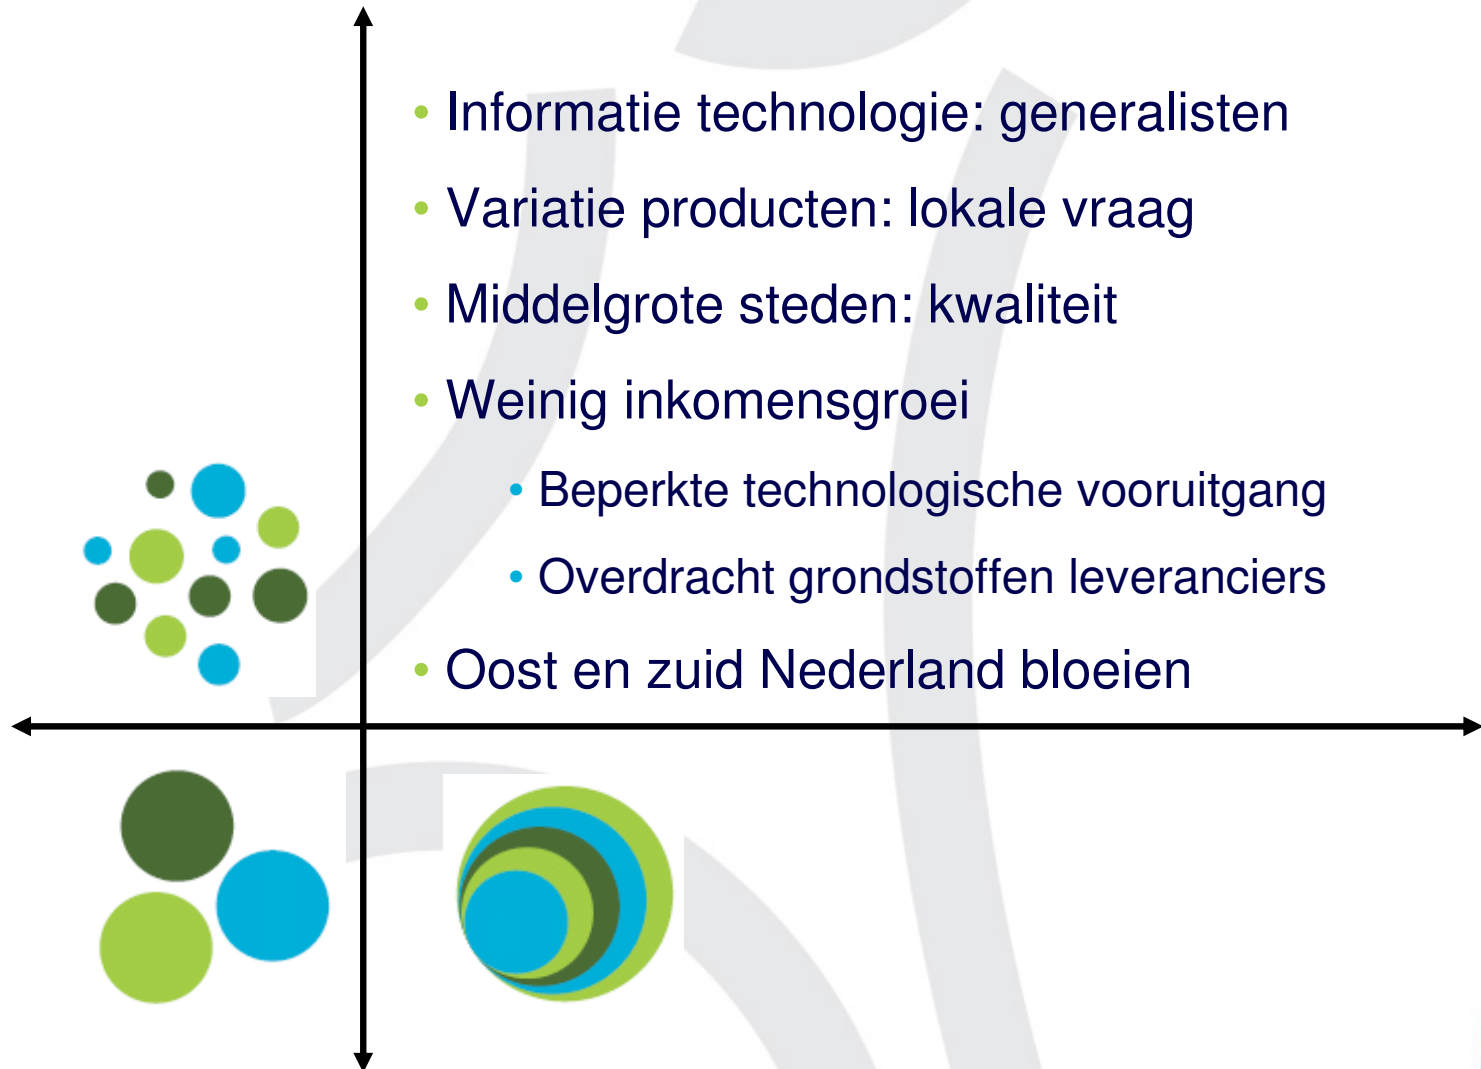 • Informatie technologie: generalisten
• Variatie producten: lokale vraag
• Middelgrote steden: kwaliteit
• Weinig inkomensgroei
• Beperkte technologische vooruitgang
• Overdracht grondstoffen leveranciers
• Oost en zuid Nederland bloeien